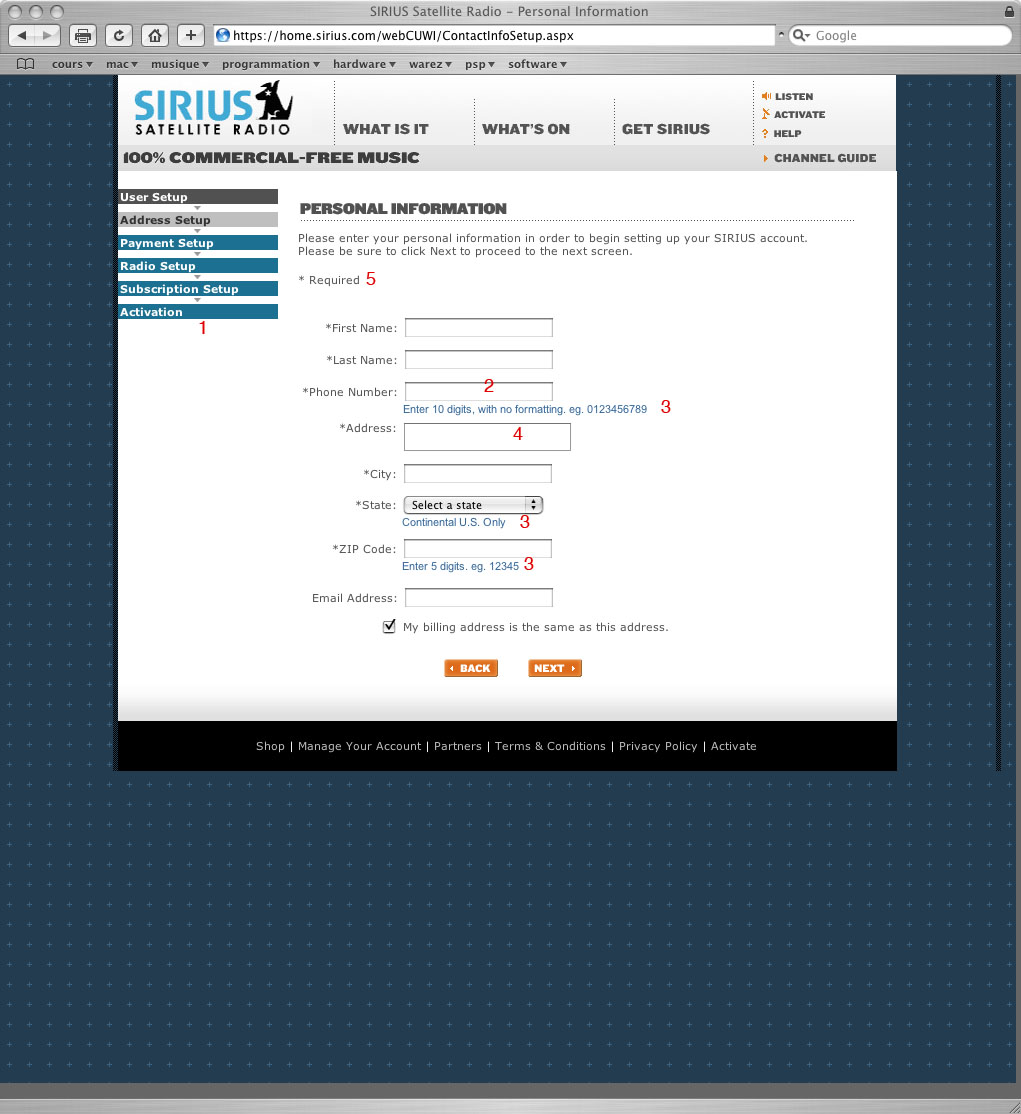 SIRIUS Satellite Radio – Personal Information
https://home.sirius.com/webCUWI/ContactInfoSetup.aspx
Google
cours mac musique programmation hardware warez psp software
SIRIUS
SATELLITE RADIO
WHAT IS IT
WHAT'S ON
GET SIRIUS
LISTEN
ACTIVATE
HELP
100% COMMERCIAL-FREE MUSIC
CHANNEL GUIDE
User Setup
Address Setup
Payment Setup
Radio Setup
Subscription Setup
Activation
1
PERSONAL INFORMATION
Please enter your personal information in order to begin setting up your SIRIUS account.
Please be sure to click Next to proceed to the next screen.
* Required 5
*First Name:
*Last Name:
*Phone Number: 2
Enter 10 digits, with no formatting. eg. 0123456789 3
*Address: 4
*City:
*State: Select a state
Continental U.S. Only 3
*ZIP Code:
Enter 5 digits. eg. 12345 3
Email Address:
My billing address is the same as this address.
BACK NEXT
Shop | Manage Your Account | Partners | Terms & Conditions | Privacy Policy | Activate